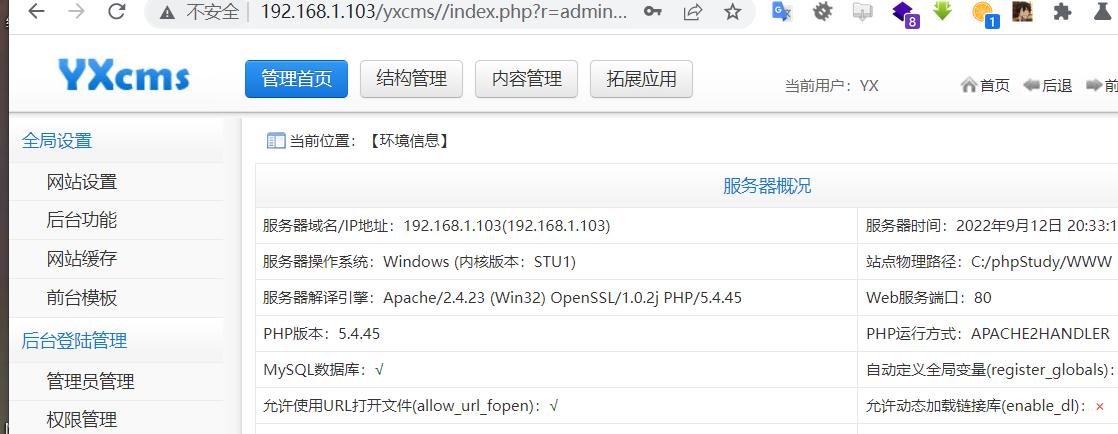 不安全 192.168.1.103/yxcms//index.php?r=admin...
8
1
YXcms 管理首页 结构管理 内容管理 拓展应用 当前用户：YX 首页 后退 前
全局设置
网站设置
后台功能
网站缓存
前台模板
后台登陆管理
管理员管理
权限管理
当前位置：【环境信息】
服务器概况
服务器域名/IP地址：192.168.1.103(192.168.1.103) 服务器时间：2022年9月12日 20:33:1
服务器操作系统：Windows (内核版本：STU1) 站点物理路径：C:/phpStudy/WWW
服务器解译引擎：Apache/2.4.23 (Win32) OpenSSL/1.0.2j PHP/5.4.45 Web服务端口：80
PHP版本：5.4.45 PHP运行方式：APACHE2HANDLER
MySQL数据库：√ 自动定义全局变量(register_globals)：
允许使用URL打开文件(allow_url_fopen)：√ 允许动态加载链接库(enable_dl)：×